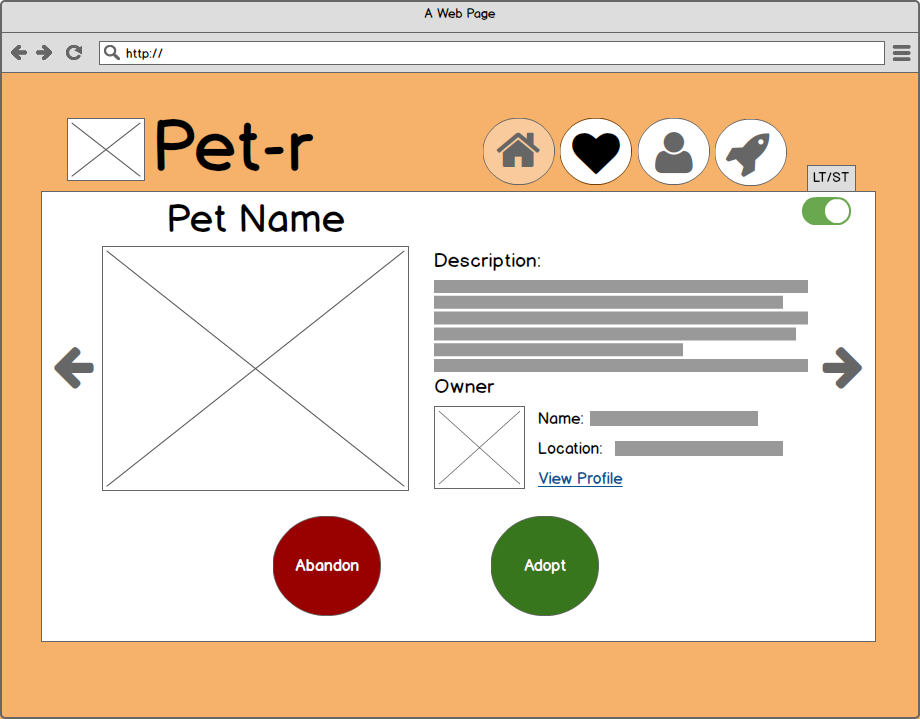 A Web Page
http://
Pet-r
LT/ST
Pet Name
Description:
Owner
Name:
Location:
View Profile
Abandon
Adopt